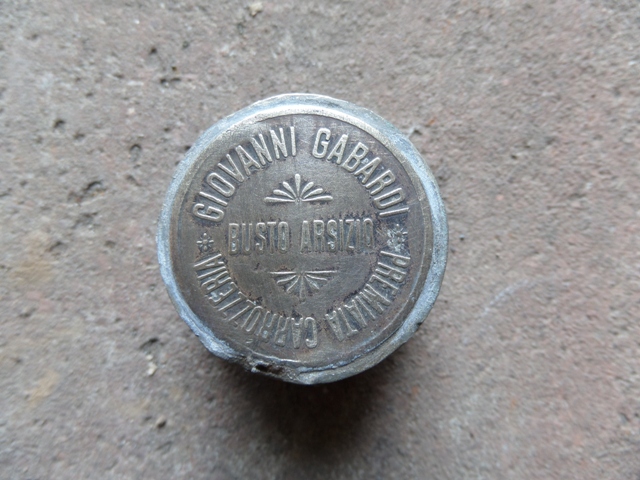 GIOVANNI GABARDI
BUSTO ARSIZIO
PREMIATA CARROZZERIA